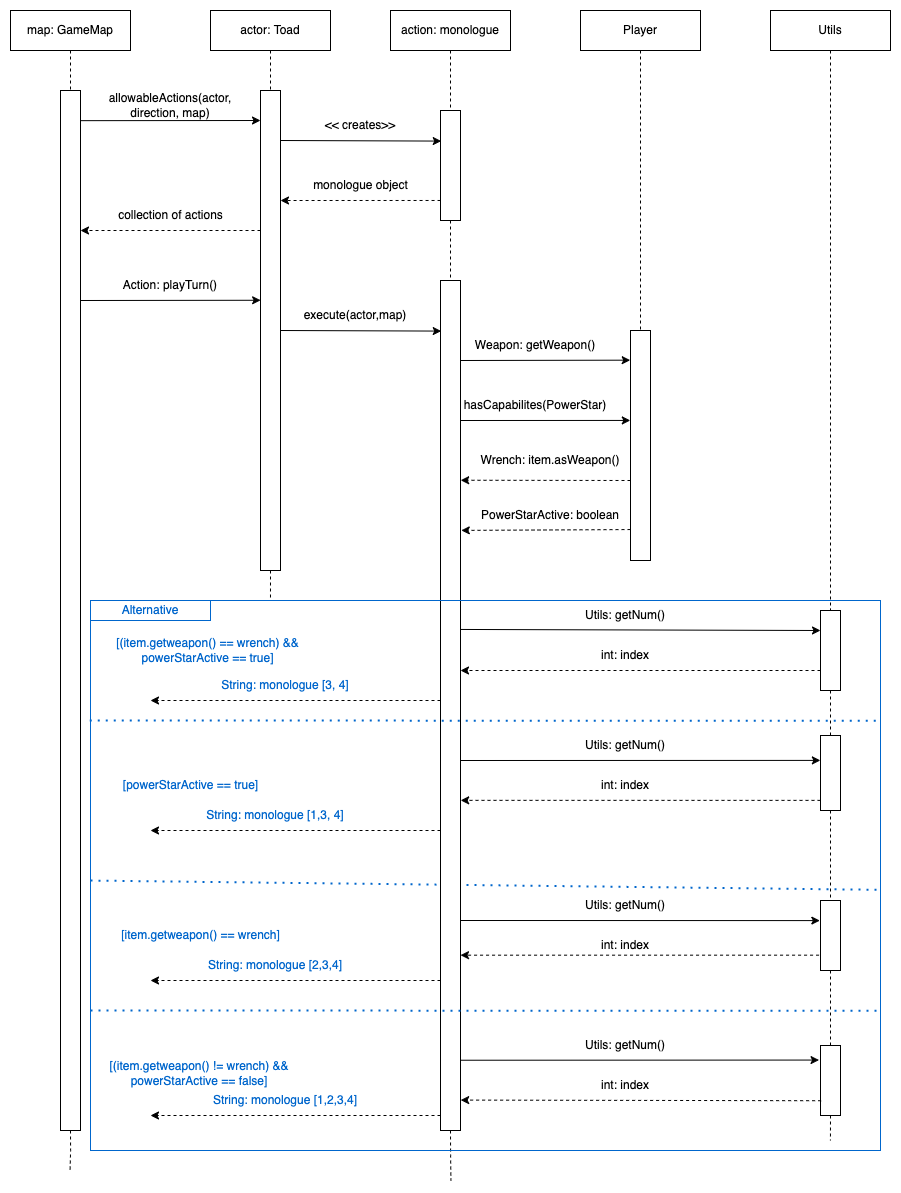 map: GameMap
actor: Toad
action: monologue
Player
Utils
allowableActions(actor,
direction, map)
<< creates>>
monologue object
collection of actions
Action: playTurn()
execute(actor,map)
Weapon: getWeapon()
hasCapabilites(PowerStar)
Wrench: item.asWeapon()
PowerStarActive: boolean
Alternative
Utils: getNum()
[(item.getweapon() == wrench) &&
powerStarActive == true]
int: index
String: monologue [3, 4]
Utils: getNum()
[powerStarActive == true]
int: index
String: monologue [1,3, 4]
Utils: getNum()
[item.getweapon() == wrench]
int: index
String: monologue [2,3,4]
Utils: getNum()
[(item.getweapon() != wrench) &&
powerStarActive == false]
int: index
String: monologue [1,2,3,4]